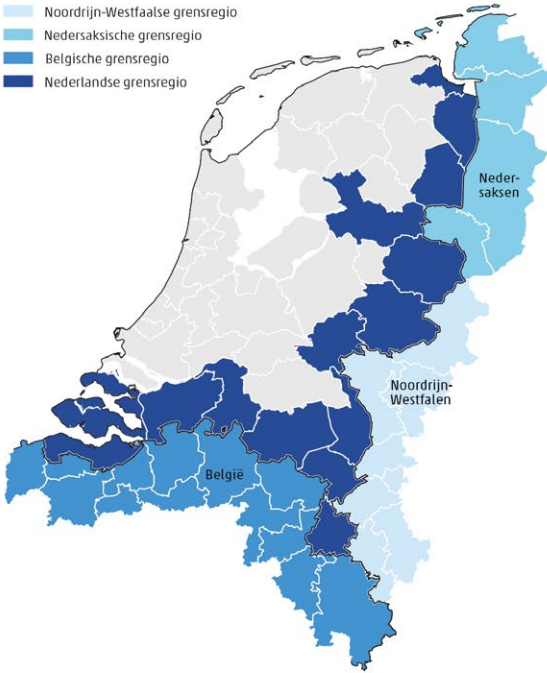 Noordrijn-Westfaalse grensregio
Nedersaksische grensregio
Belgische grensregio
Nederlandse grensregio
Neder-
saksen
Noordrijn-
Westfalen
België